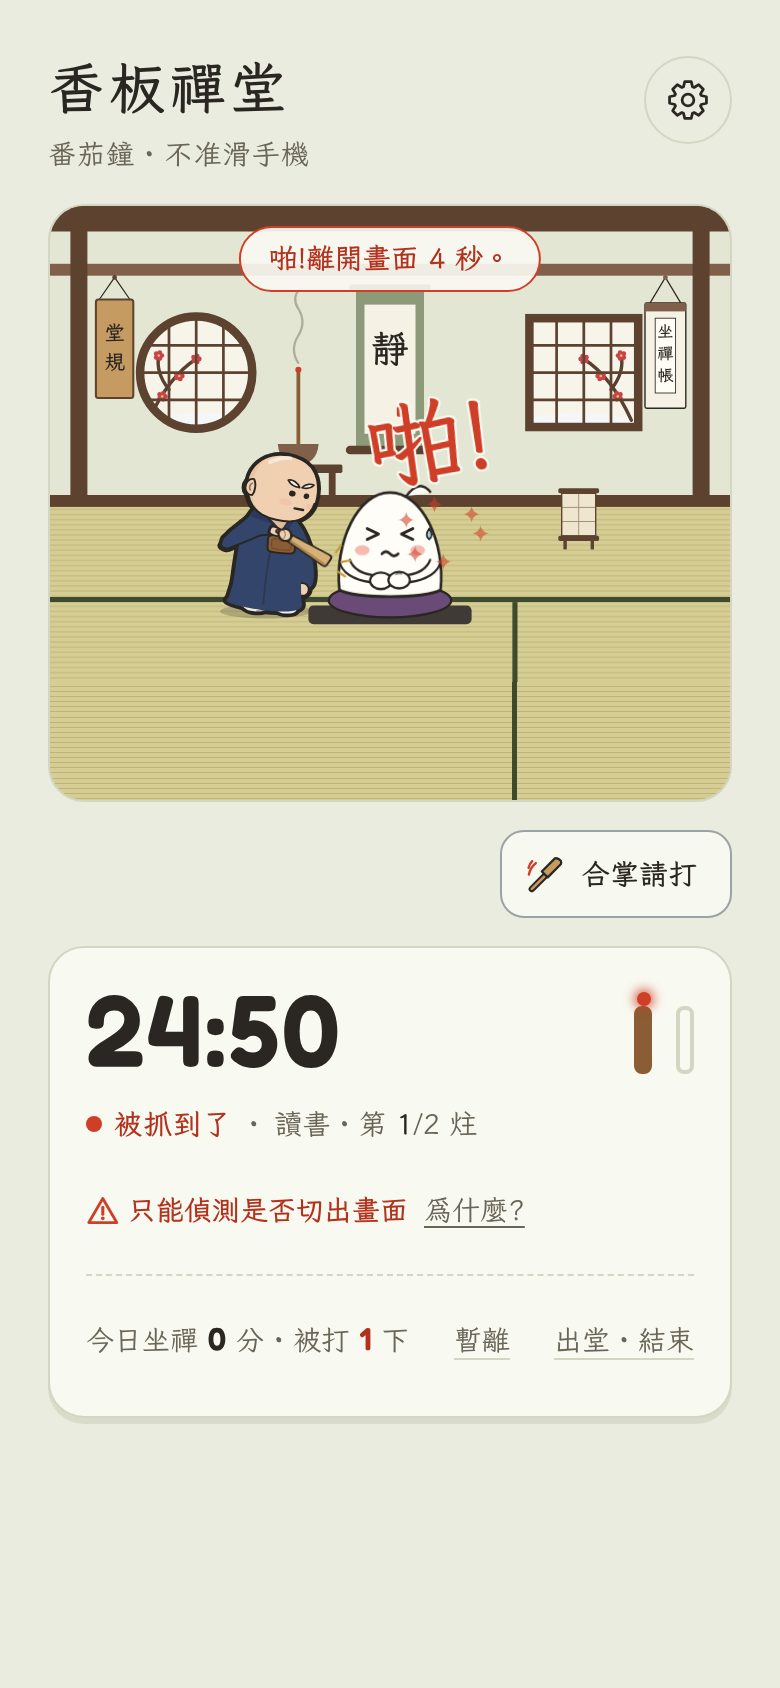 香板禪堂
番茄鐘・不准滑手機
啪!離開畫面 4 秒。
堂規
靜
坐禪帳
啪!
合掌請打
24:50
被抓到了 ・ 讀書・第 1/2 炷
只能偵測是否切出畫面 為什麼?
今日坐禪 0 分・被打 1 下 暫離 出堂・結束